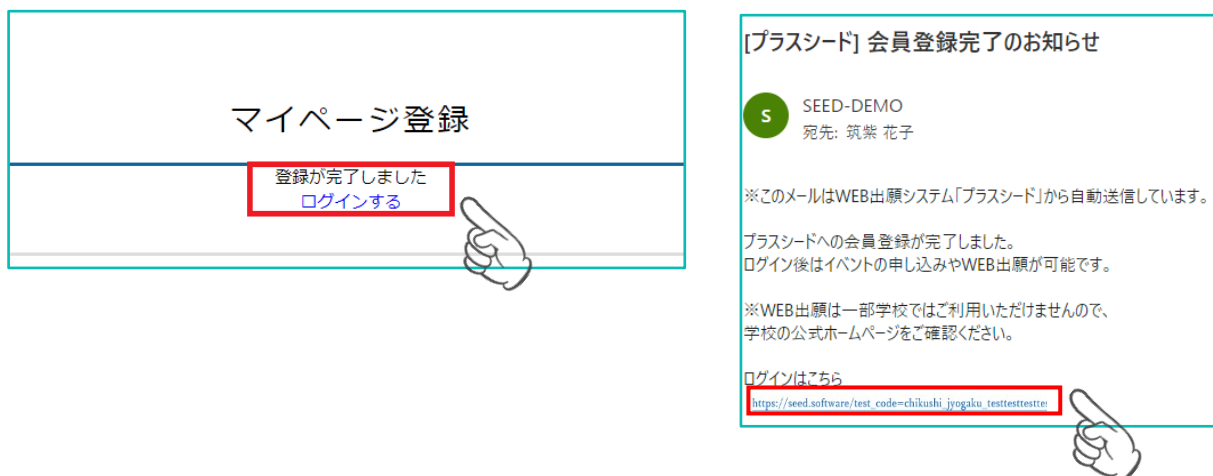 マイページ登録
登録が完了しました
ログインする
[プラスシード] 会員登録完了のお知らせ
S
SEED-DEMO
宛先: 筑紫 花子
※このメールはWEB出願システム「プラスシード」から自動送信しています。
プラスシードへの会員登録が完了しました。
ログイン後はイベントの申し込みやWEB出願が可能です。
※WEB出願は一部学校ではご利用いただけませんので、
学校の公式ホームページをご確認ください。
ログインはこちら
https://seed.software/test_code=chikushi_jyogaku_testtesttesttes